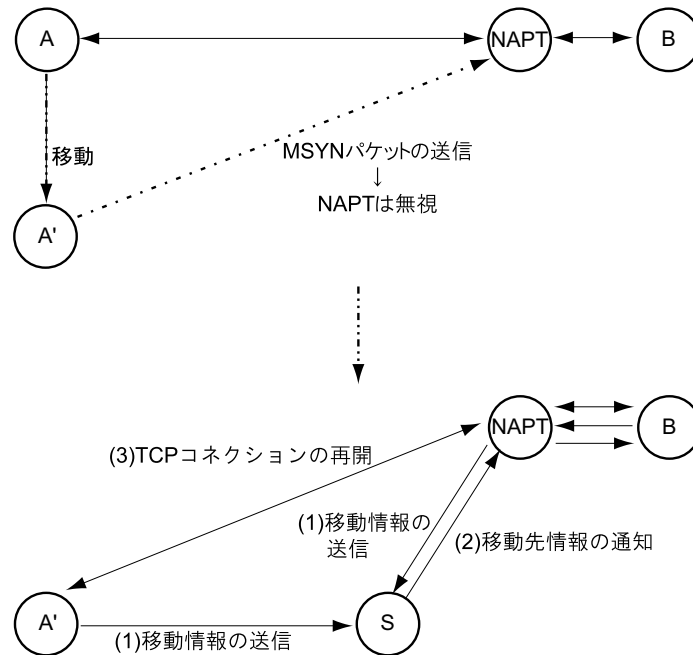 A
NAPT
B
移動
MSYNパケットの送信
↓
NAPTは無視
A'
NAPT
B
(3)TCPコネクションの再開
(1)移動情報の
送信
(2)移動先情報の通知
A'
S
(1)移動情報の送信